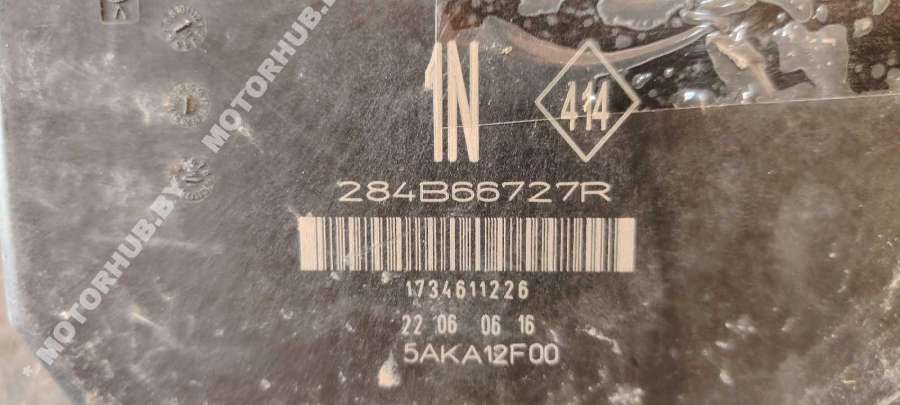 1N 414
284B66727R
1734611226
22 06 06 16
5AKA12F00
MOTORHUB.BY MOTORHUB.BY